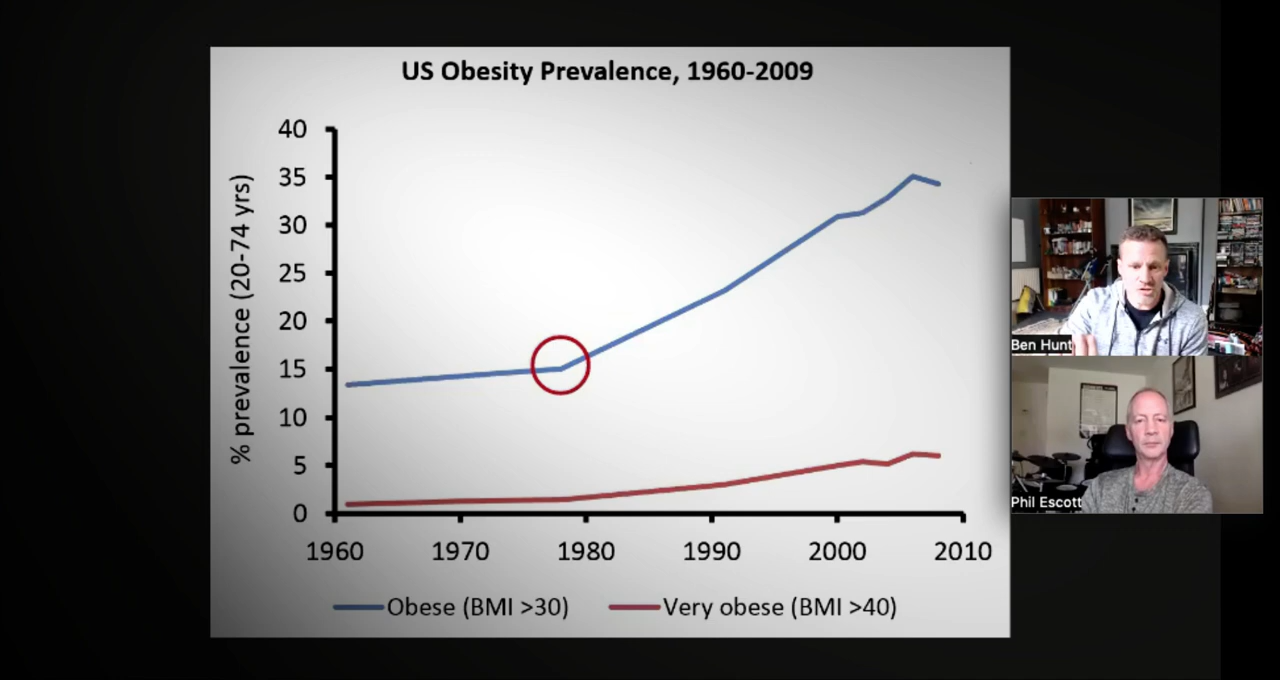 US Obesity Prevalence, 1960-2009
% prevalence (20-74 yrs)
40
35
30
25
20
15
10
5
0
1960 1970 1980 1990 2000 2010
Obese (BMI >30) Very obese (BMI >40)
Ben Hunt
Phil Escott